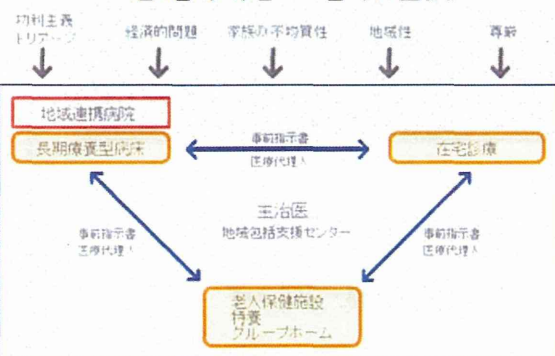 功利主義
トリアージ
経済的問題
家族の不均質性
地域性
尊厳
地域連携病院
長期療養型病床
事前指示書
医療代理人
在宅診療
主治医
地域包括支援センター
事前指示書
医療代理人
事前指示書
医療代理人
老人保健施設
特養
グループホーム